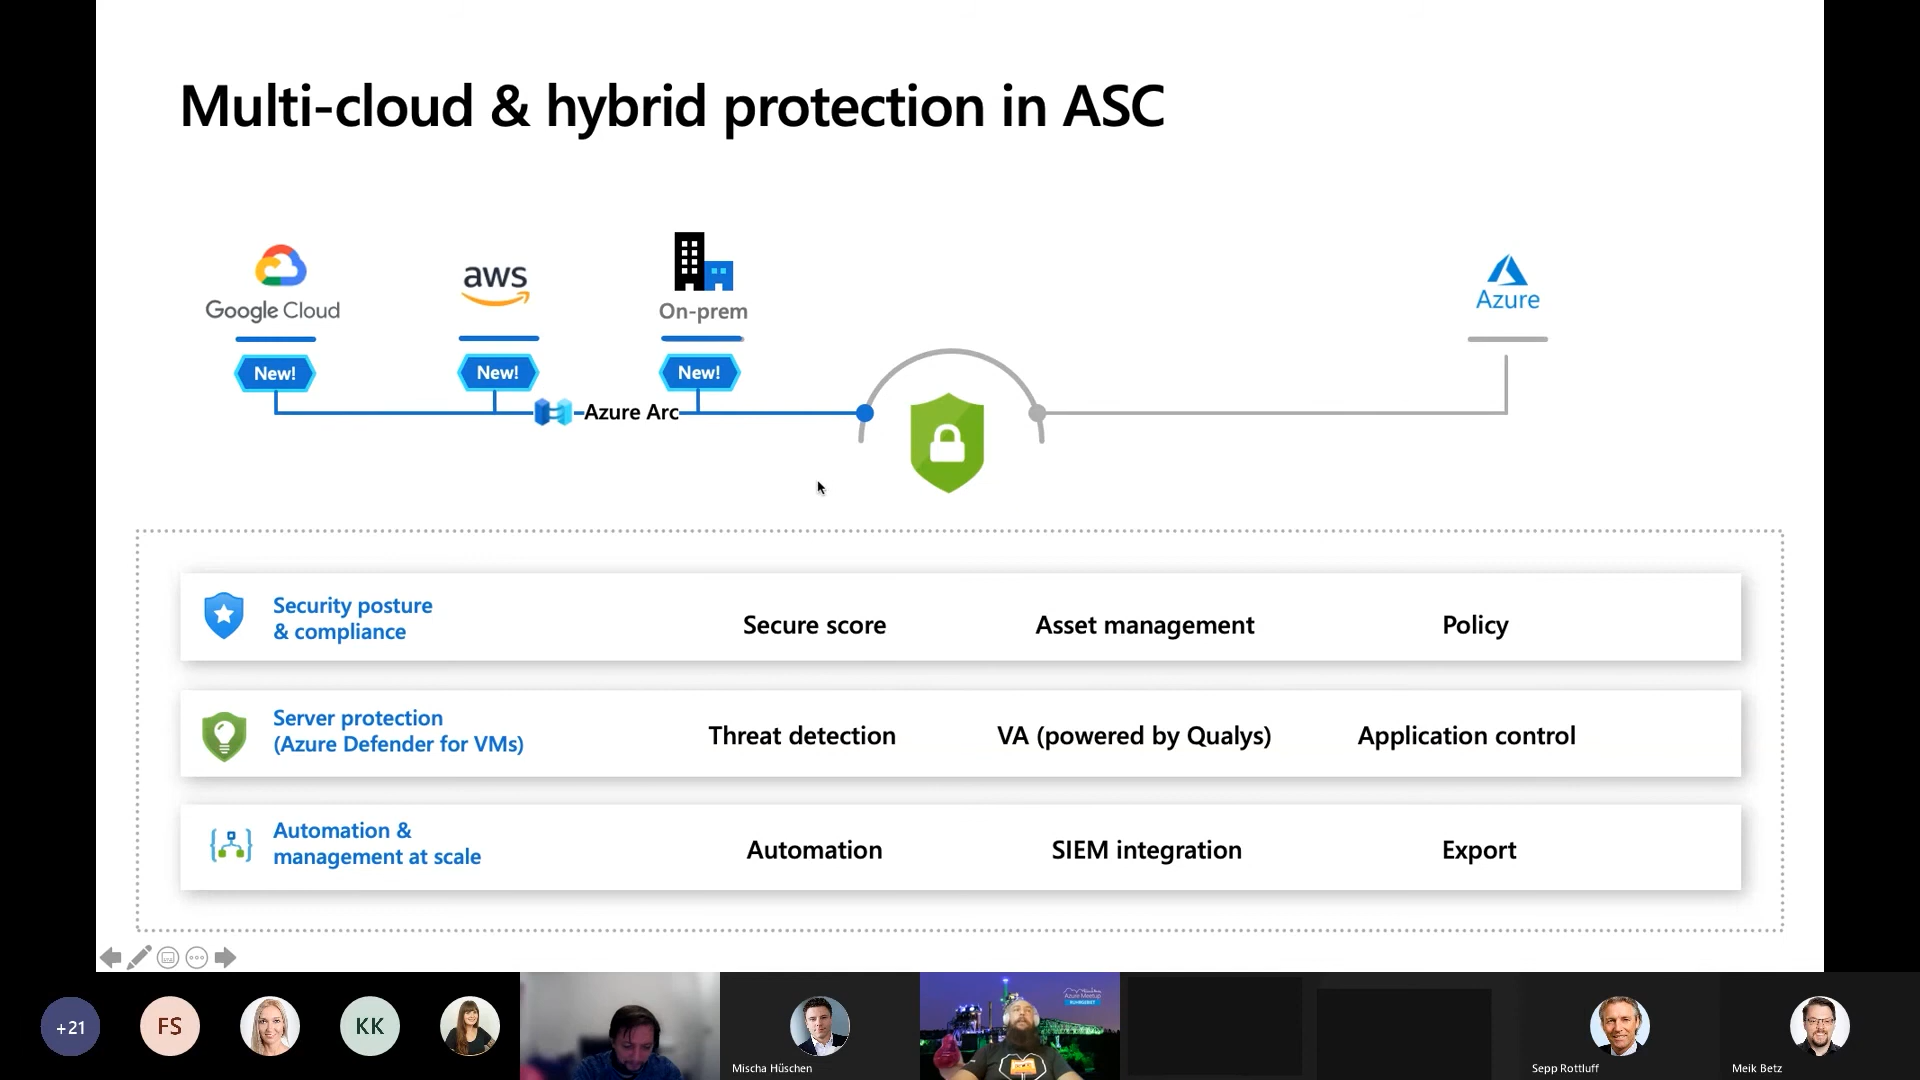 Multi-cloud & hybrid protection in ASC
Google Cloud
aws
On-prem
Azure
New!
New!
New!
Azure Arc
Security posture
& compliance
Secure score
Asset management
Policy
Server protection
(Azure Defender for VMs)
Threat detection
VA (powered by Qualys)
Application control
Automation &
management at scale
Automation
SIEM integration
Export
+21
FS
KK
Mischa Hüschen
Azure Meetup
Sepp Rottluff
Meik Betz